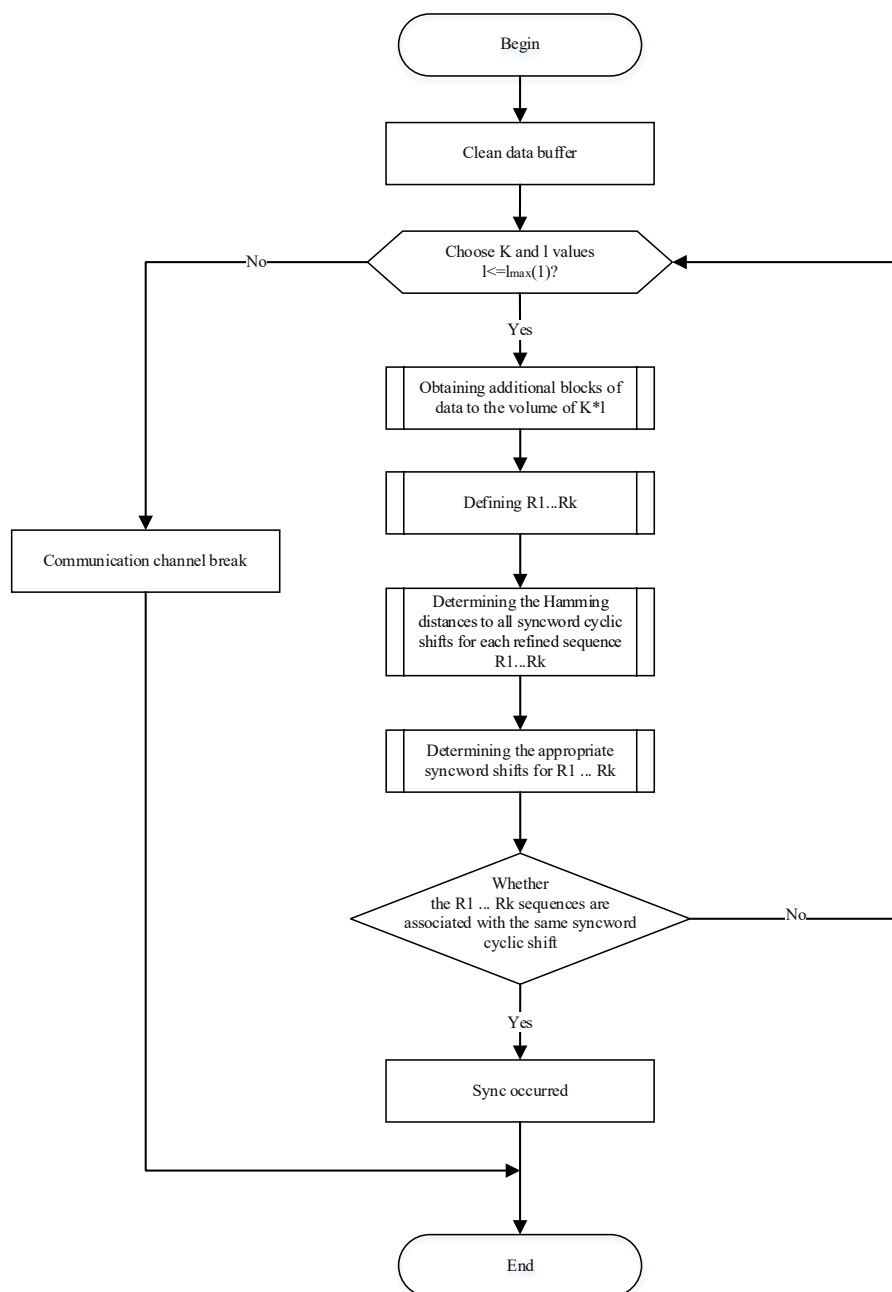 Begin
Clean data buffer
Choose K and l values
l<=lmax(1)?
No
Yes
Obtaining additional blocks of
data to the volume of K*l
Defining R1...Rk
Communication channel break
Determining the Hamming
distances to all syncword cyclic
shifts for each refined sequence
R1...Rk
Determining the appropriate
syncword shifts for R1 ... Rk
Whether
the R1 ... Rk sequences are
associated with the same syncword
cyclic shift
No
Yes
Sync occurred
End